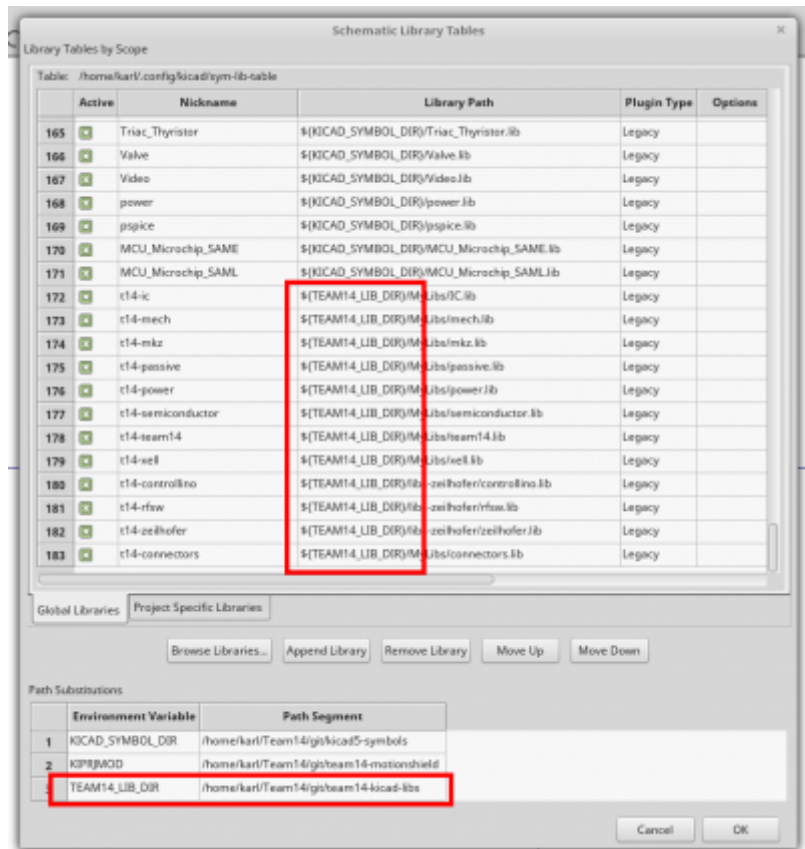 Schematic Library Tables
Library Tables by Scope
Table: /home/karl/.config/kicad/sym-lib-table
Active Nickname Library Path Plugin Type Options
165 Triac_Thyristor ${KICAD_SYMBOL_DIR}/Triac_Thyristor.lib Legacy
166 Valve ${KICAD_SYMBOL_DIR}/Valve.lib Legacy
167 Video ${KICAD_SYMBOL_DIR}/Video.lib Legacy
168 power ${KICAD_SYMBOL_DIR}/power.lib Legacy
169 pspice ${KICAD_SYMBOL_DIR}/pspice.lib Legacy
170 MCU_Microchip_SAME ${KICAD_SYMBOL_DIR}/MCU_Microchip_SAME.lib Legacy
171 MCU_Microchip_SAML ${KICAD_SYMBOL_DIR}/MCU_Microchip_SAML.lib Legacy
172 t14-ic ${TEAM14_LIB_DIR}/MyLibs/IC.lib Legacy
173 t14-mech ${TEAM14_LIB_DIR}/MyLibs/mech.lib Legacy
174 t14-mkz ${TEAM14_LIB_DIR}/MyLibs/mkz.lib Legacy
175 t14-passive ${TEAM14_LIB_DIR}/MyLibs/passive.lib Legacy
176 t14-power ${TEAM14_LIB_DIR}/MyLibs/power.lib Legacy
177 t14-semiconductor ${TEAM14_LIB_DIR}/MyLibs/semiconductor.lib Legacy
178 t14-team14 ${TEAM14_LIB_DIR}/MyLibs/team14.lib Legacy
179 t14-xell ${TEAM14_LIB_DIR}/MyLibs/xell.lib Legacy
180 t14-controllino ${TEAM14_LIB_DIR}/libs-zeilhofer/controllino.lib Legacy
181 t14-rfsw ${TEAM14_LIB_DIR}/libs-zeilhofer/rfsw.lib Legacy
182 t14-zeilhofer ${TEAM14_LIB_DIR}/libs-zeilhofer/zeilhofer.lib Legacy
183 t14-connectors ${TEAM14_LIB_DIR}/MyLibs/connectors.lib Legacy
Global Libraries Project Specific Libraries
Browse Libraries... Append Library Remove Library Move Up Move Down
Path Substitutions
Environment Variable Path Segment
1 KICAD_SYMBOL_DIR /home/karl/Team14/git/kicad5-symbols
2 KIPRJMOD /home/karl/Team14/git/team14-motionshield
3 TEAM14_LIB_DIR /home/karl/Team14/git/team14-kicad-libs
Cancel OK